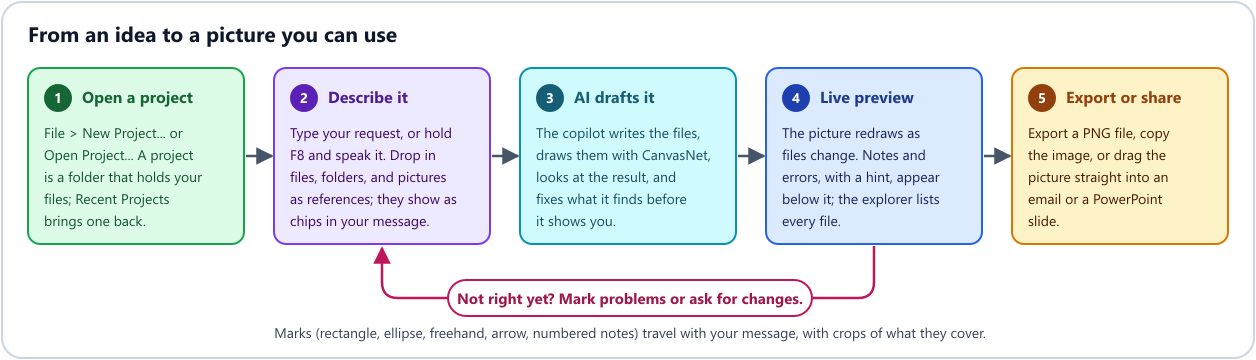 From an idea to a picture you can use
1 Open a project
File > New Project... or
Open Project... A project
is a folder that holds your
files; Recent Projects
brings one back.
2 Describe it
Type your request, or hold
F8 and speak it. Drop in
files, folders, and pictures
as references; they show as
chips in your message.
3 AI drafts it
The copilot writes the files,
draws them with CanvasNet,
looks at the result, and
fixes what it finds before
it shows you.
4 Live preview
The picture redraws as
files change. Notes and
errors, with a hint, appear
below it; the explorer lists
every file.
5 Export or share
Export a PNG file, copy
the image, or drag the
picture straight into an
email or a PowerPoint
slide.
Not right yet? Mark problems or ask for changes.
Marks (rectangle, ellipse, freehand, arrow, numbered notes) travel with your message, with crops of what they cover.